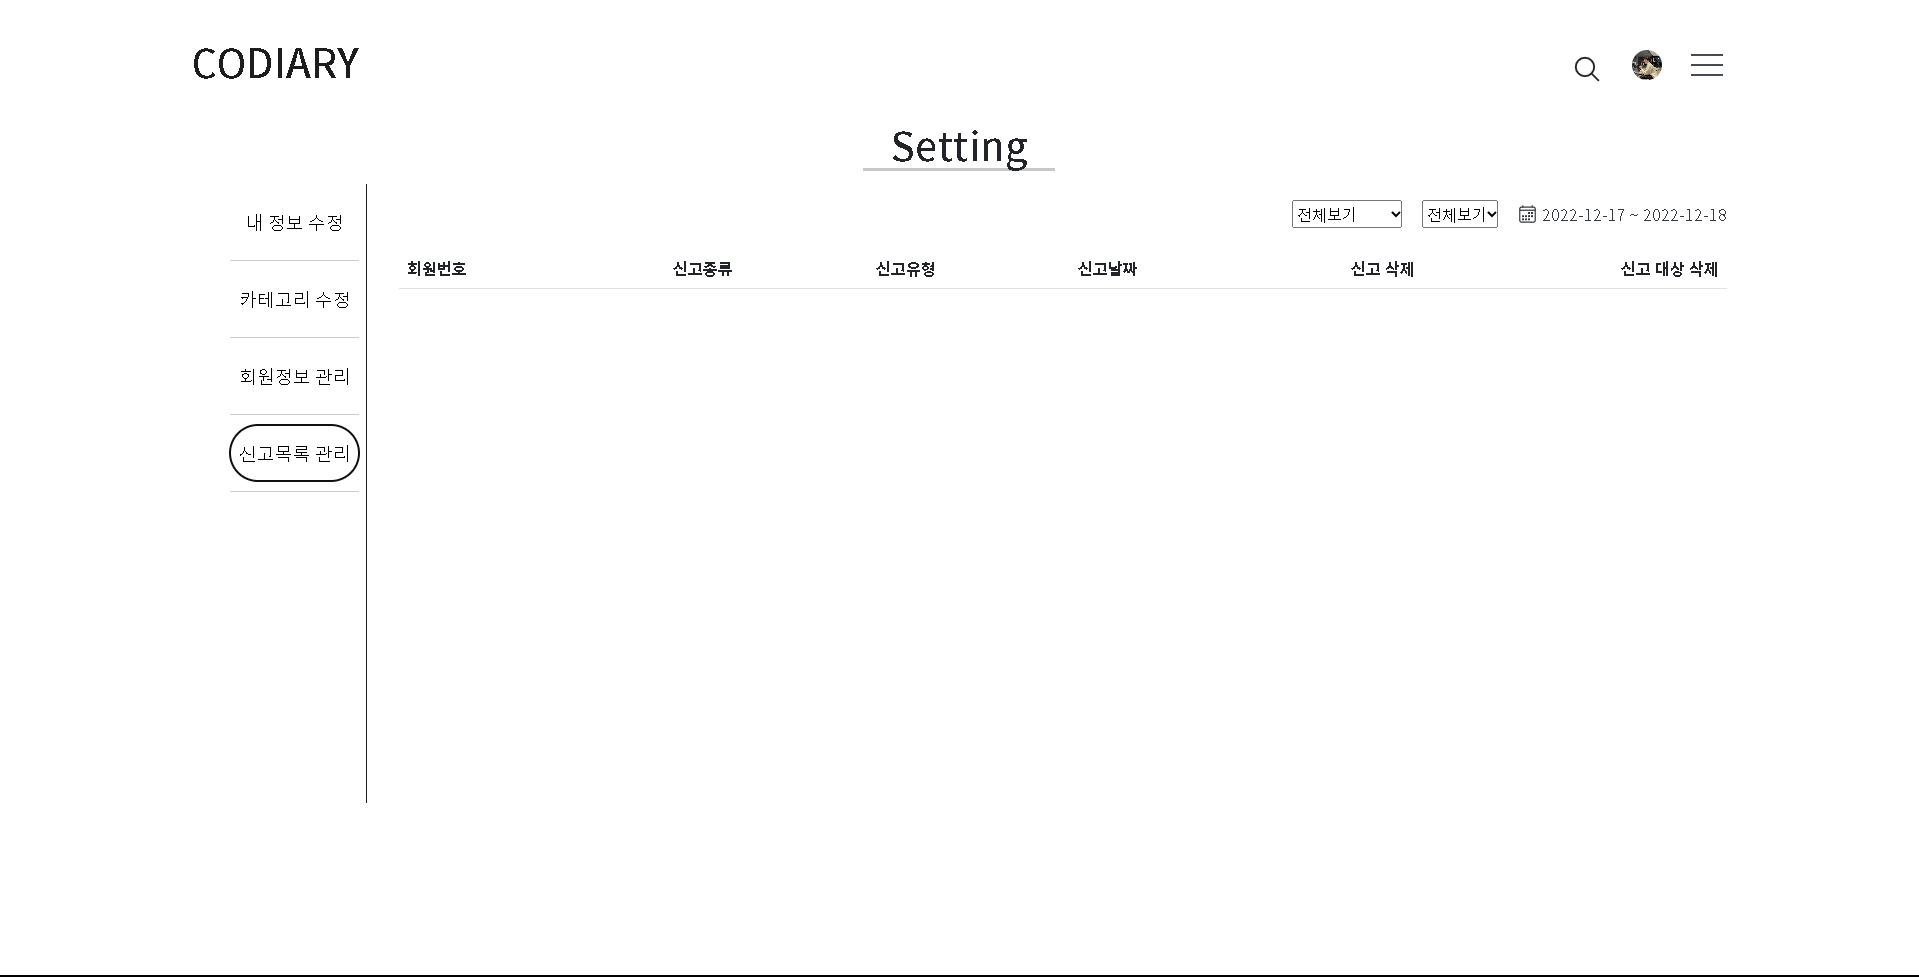 CODIARY
Setting
내 정보 수정
카테고리 수정
회원정보 관리
신고목록 관리
전체보기 전체보기 2022-12-17 ~ 2022-12-18
회원번호 신고종류 신고유형 신고날짜 신고 삭제 신고 대상 삭제